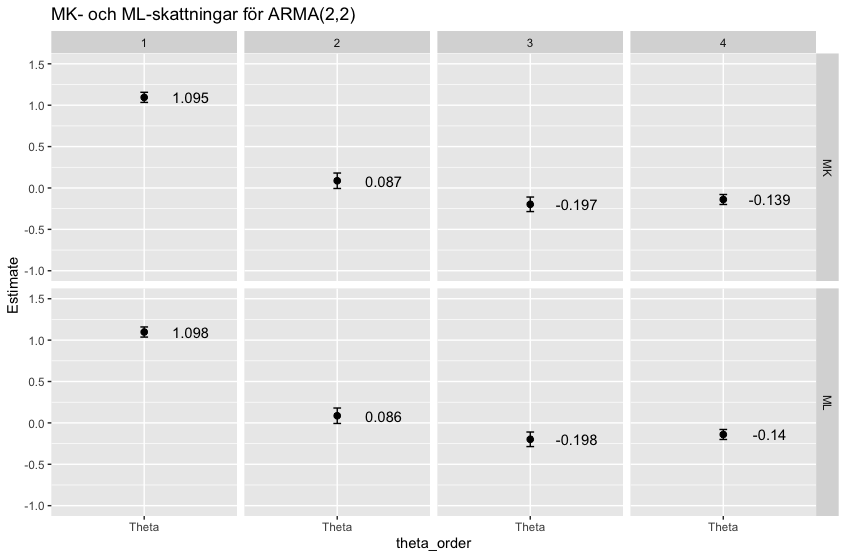 MK- och ML-skattningar för ARMA(2,2)
1 2 3 4
1.5
1.0
0.5
0.0
-0.5
-1.0
1.095
0.087
-0.197
-0.139
MK
Estimate
1.5
1.0
0.5
0.0
-0.5
-1.0
1.098
0.086
-0.198
-0.14
ML
Theta Theta Theta Theta
theta_order